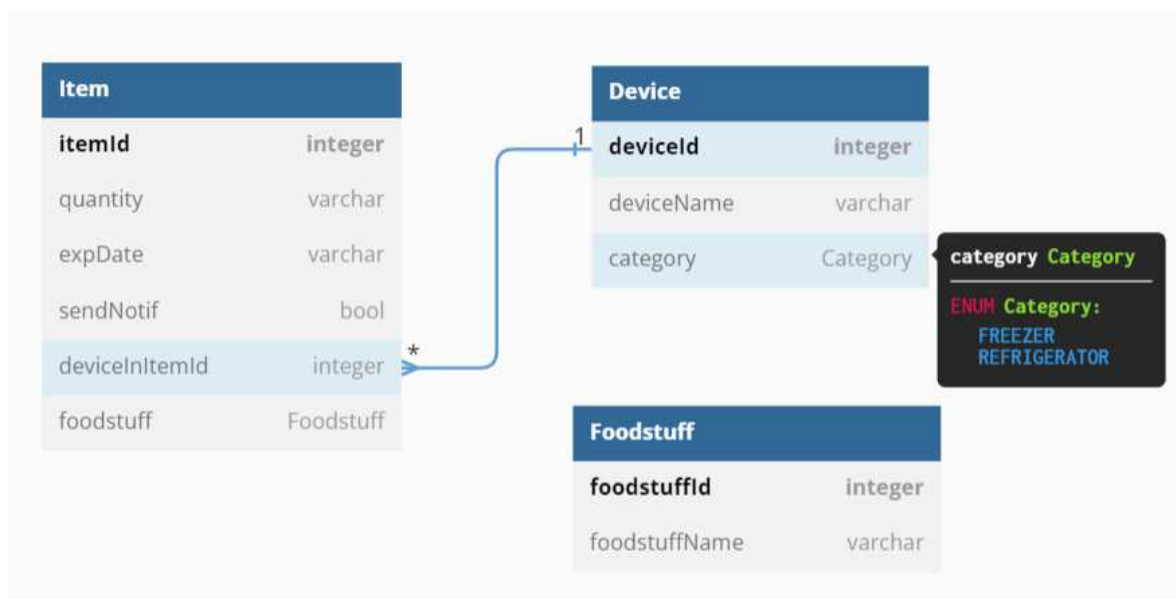 Item
itemId integer
quantity varchar
expDate varchar
sendNotif bool
deviceInItemId integer
foodstuff Foodstuff
*
1
Device
deviceId integer
deviceName varchar
category Category
category Category
ENUM Category:
FREEZER
REFRIGERATOR
Foodstuff
foodstuffId integer
foodstuffName varchar